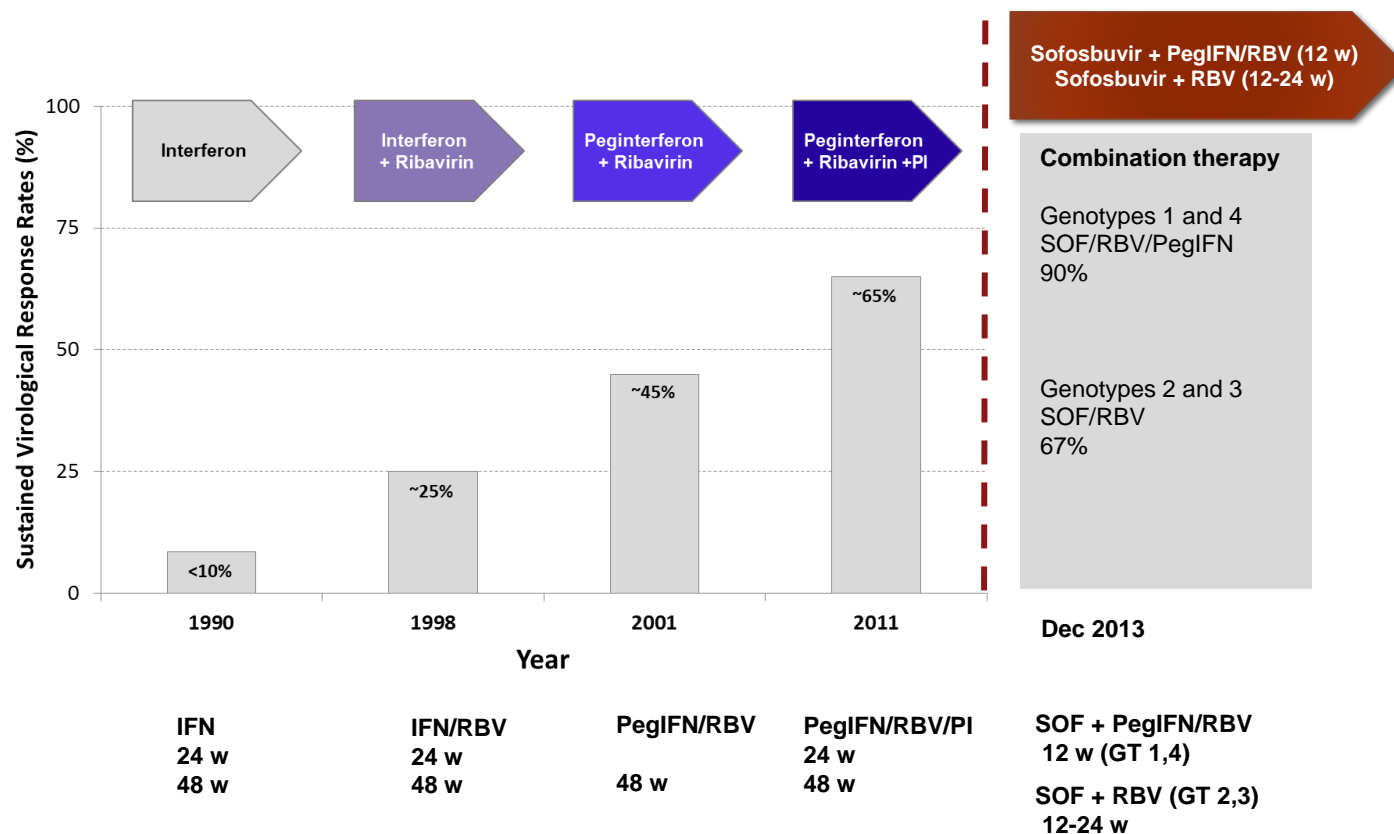 Sofosbuvir + PegIFN/RBV (12 w)
Sofosbuvir + RBV (12-24 w)
Sustained Virological Response Rates (%)
100
75
50
25
0
Interferon
Interferon
+ Ribavirin
Peginterferon
+ Ribavirin
Peginterferon
+ Ribavirin +PI
<10%
~25%
~45%
~65%
1990
1998
2001
2011
Year
Combination therapy
Genotypes 1 and 4
SOF/RBV/PegIFN
90%
Genotypes 2 and 3
SOF/RBV
67%
Dec 2013
IFN
24 w
48 w
IFN/RBV
24 w
48 w
PegIFN/RBV
48 w
PegIFN/RBV/PI
24 w
48 w
SOF + PegIFN/RBV
12 w (GT 1,4)
SOF + RBV (GT 2,3)
12-24 w